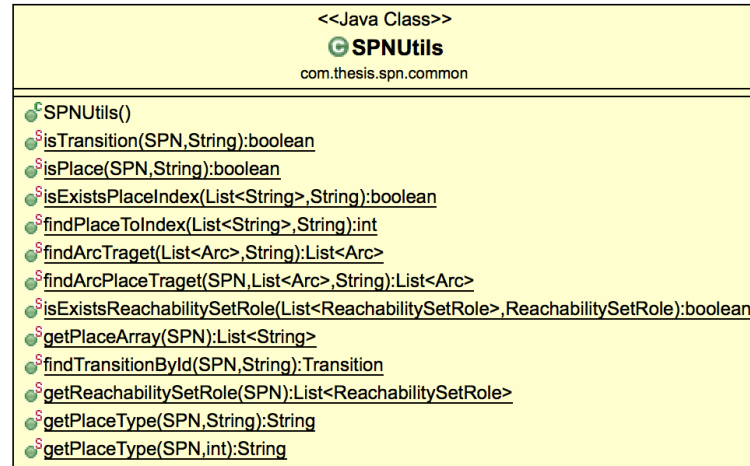 <<Java Class>>
SPNUtils
com.thesis.spn.common
SPNUtils()
isTransition(SPN,String):boolean
isPlace(SPN,String):boolean
isExistsPlaceIndex(List<String>,String):boolean
findPlaceToIndex(List<String>,String):int
findArcTraget(List<Arc>,String):List<Arc>
findArcPlaceTraget(SPN,List<Arc>,String):List<Arc>
isExistsReachabilitySetRole(List<ReachabilitySetRole>,ReachabilitySetRole):boolean
getPlaceArray(SPN):List<String>
findTransitionById(SPN,String):Transition
getReachabilitySetRole(SPN):List<ReachabilitySetRole>
getPlaceType(SPN,String):String
getPlaceType(SPN,int):String